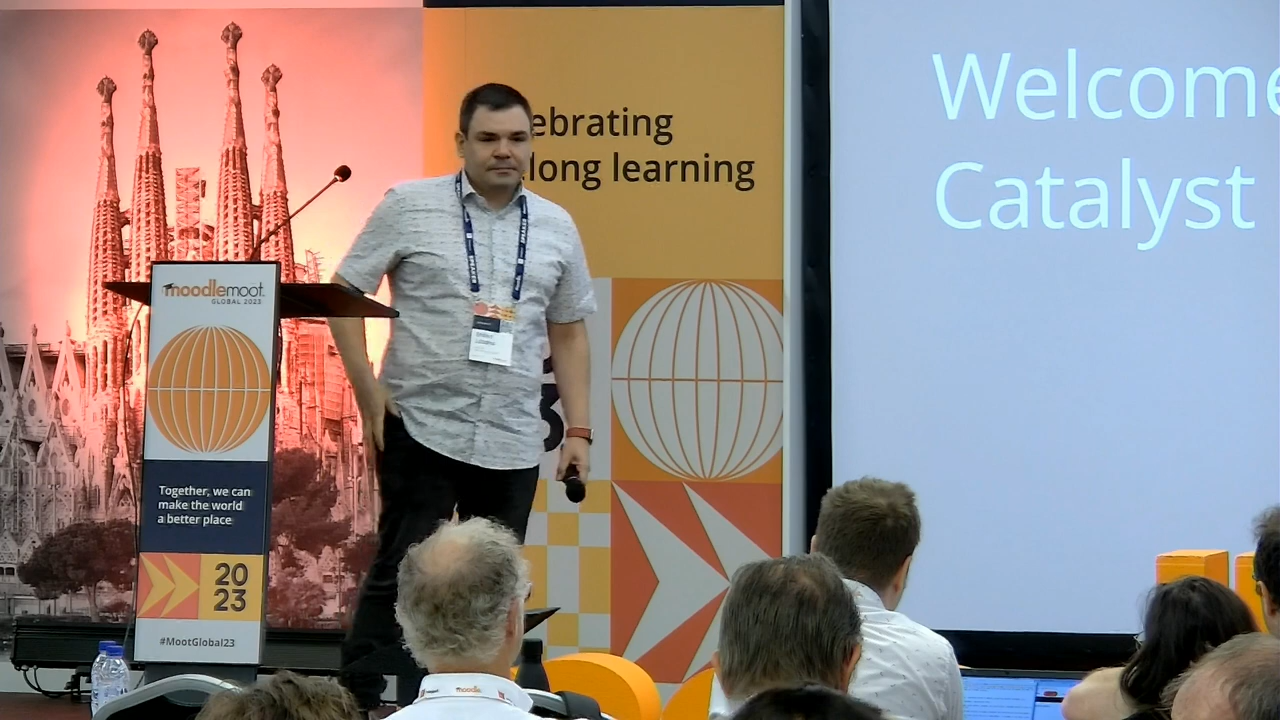 ebrating
long learning
Welcome
Catalyst
moodlemoot
GLOBAL 2023
Together, we can
make the world
a better place
20
23
#MootGlobal23
moodle